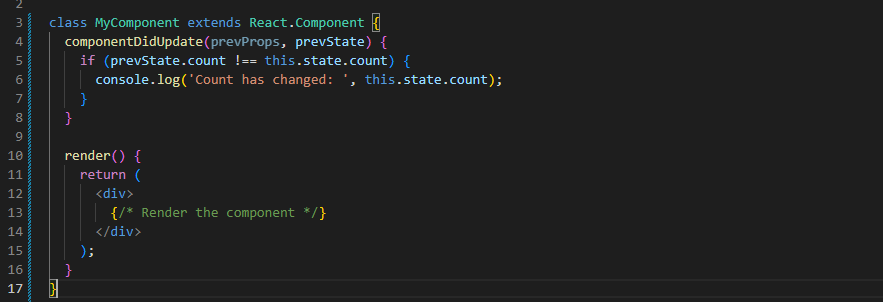 2
3 class MyComponent extends React.Component {
4   componentDidUpdate(prevProps, prevState) {
5     if (prevState.count !== this.state.count) {
6       console.log('Count has changed: ', this.state.count);
7     }
8   }
9
10   render() {
11     return (
12       <div>
13         {/* Render the component */}
14       </div>
15     );
16   }
17 }